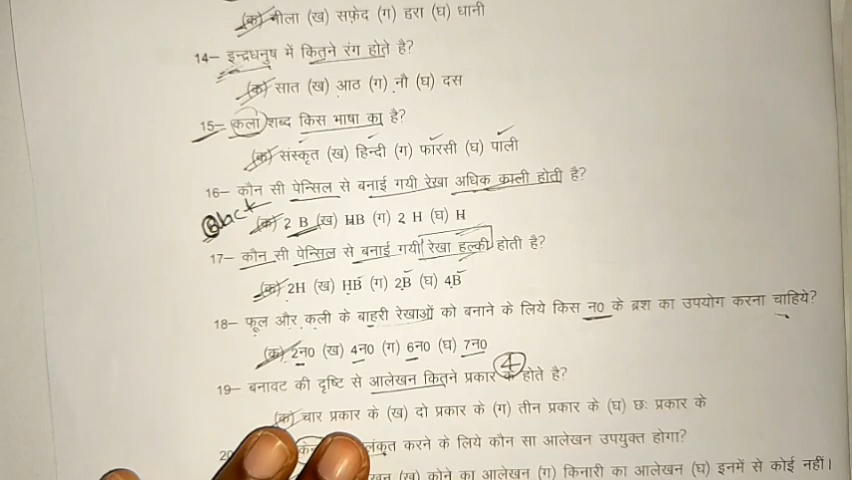 (क) नीला (ख) सफ़ेद (ग) हरा (घ) धानी
14– इन्द्रधनुष में कितने रंग होते है?
(क) सात (ख) आठ (ग) नौ (घ) दस
15– कला शब्द किस भाषा का है?
(क) संस्कृत (ख) हिन्दी (ग) फारसी (घ) पाली
16– कौन सी पेन्सिल से बनाई गयी रेखा अधिक काली होती है?
Black (क) 2 B (ख) HB (ग) 2 H (घ) H
17– कौन सी पेन्सिल से बनाई गयी रेखा हल्की होती है?
(क) 2H (ख) HB (ग) 2B (घ) 4B
18– फूल और कली के बाहरी रेखाओं को बनाने के लिये किस न0 के ब्रश का उपयोग करना चाहिये?
(क) 2न0 (ख) 4न0 (ग) 6न0 (घ) 7न0
4
19– बनावट की दृष्टि से आलेखन कितने प्रकार के होते है?
(क) चार प्रकार के (ख) दो प्रकार के (ग) तीन प्रकार के (घ) छः प्रकार के
करने के लिये कौन सा आलेखन उपयुक्त होगा?
(ख) कोने का आलेखन (ग) किनारी का आलेखन (घ) इनमें से कोई नहीं।